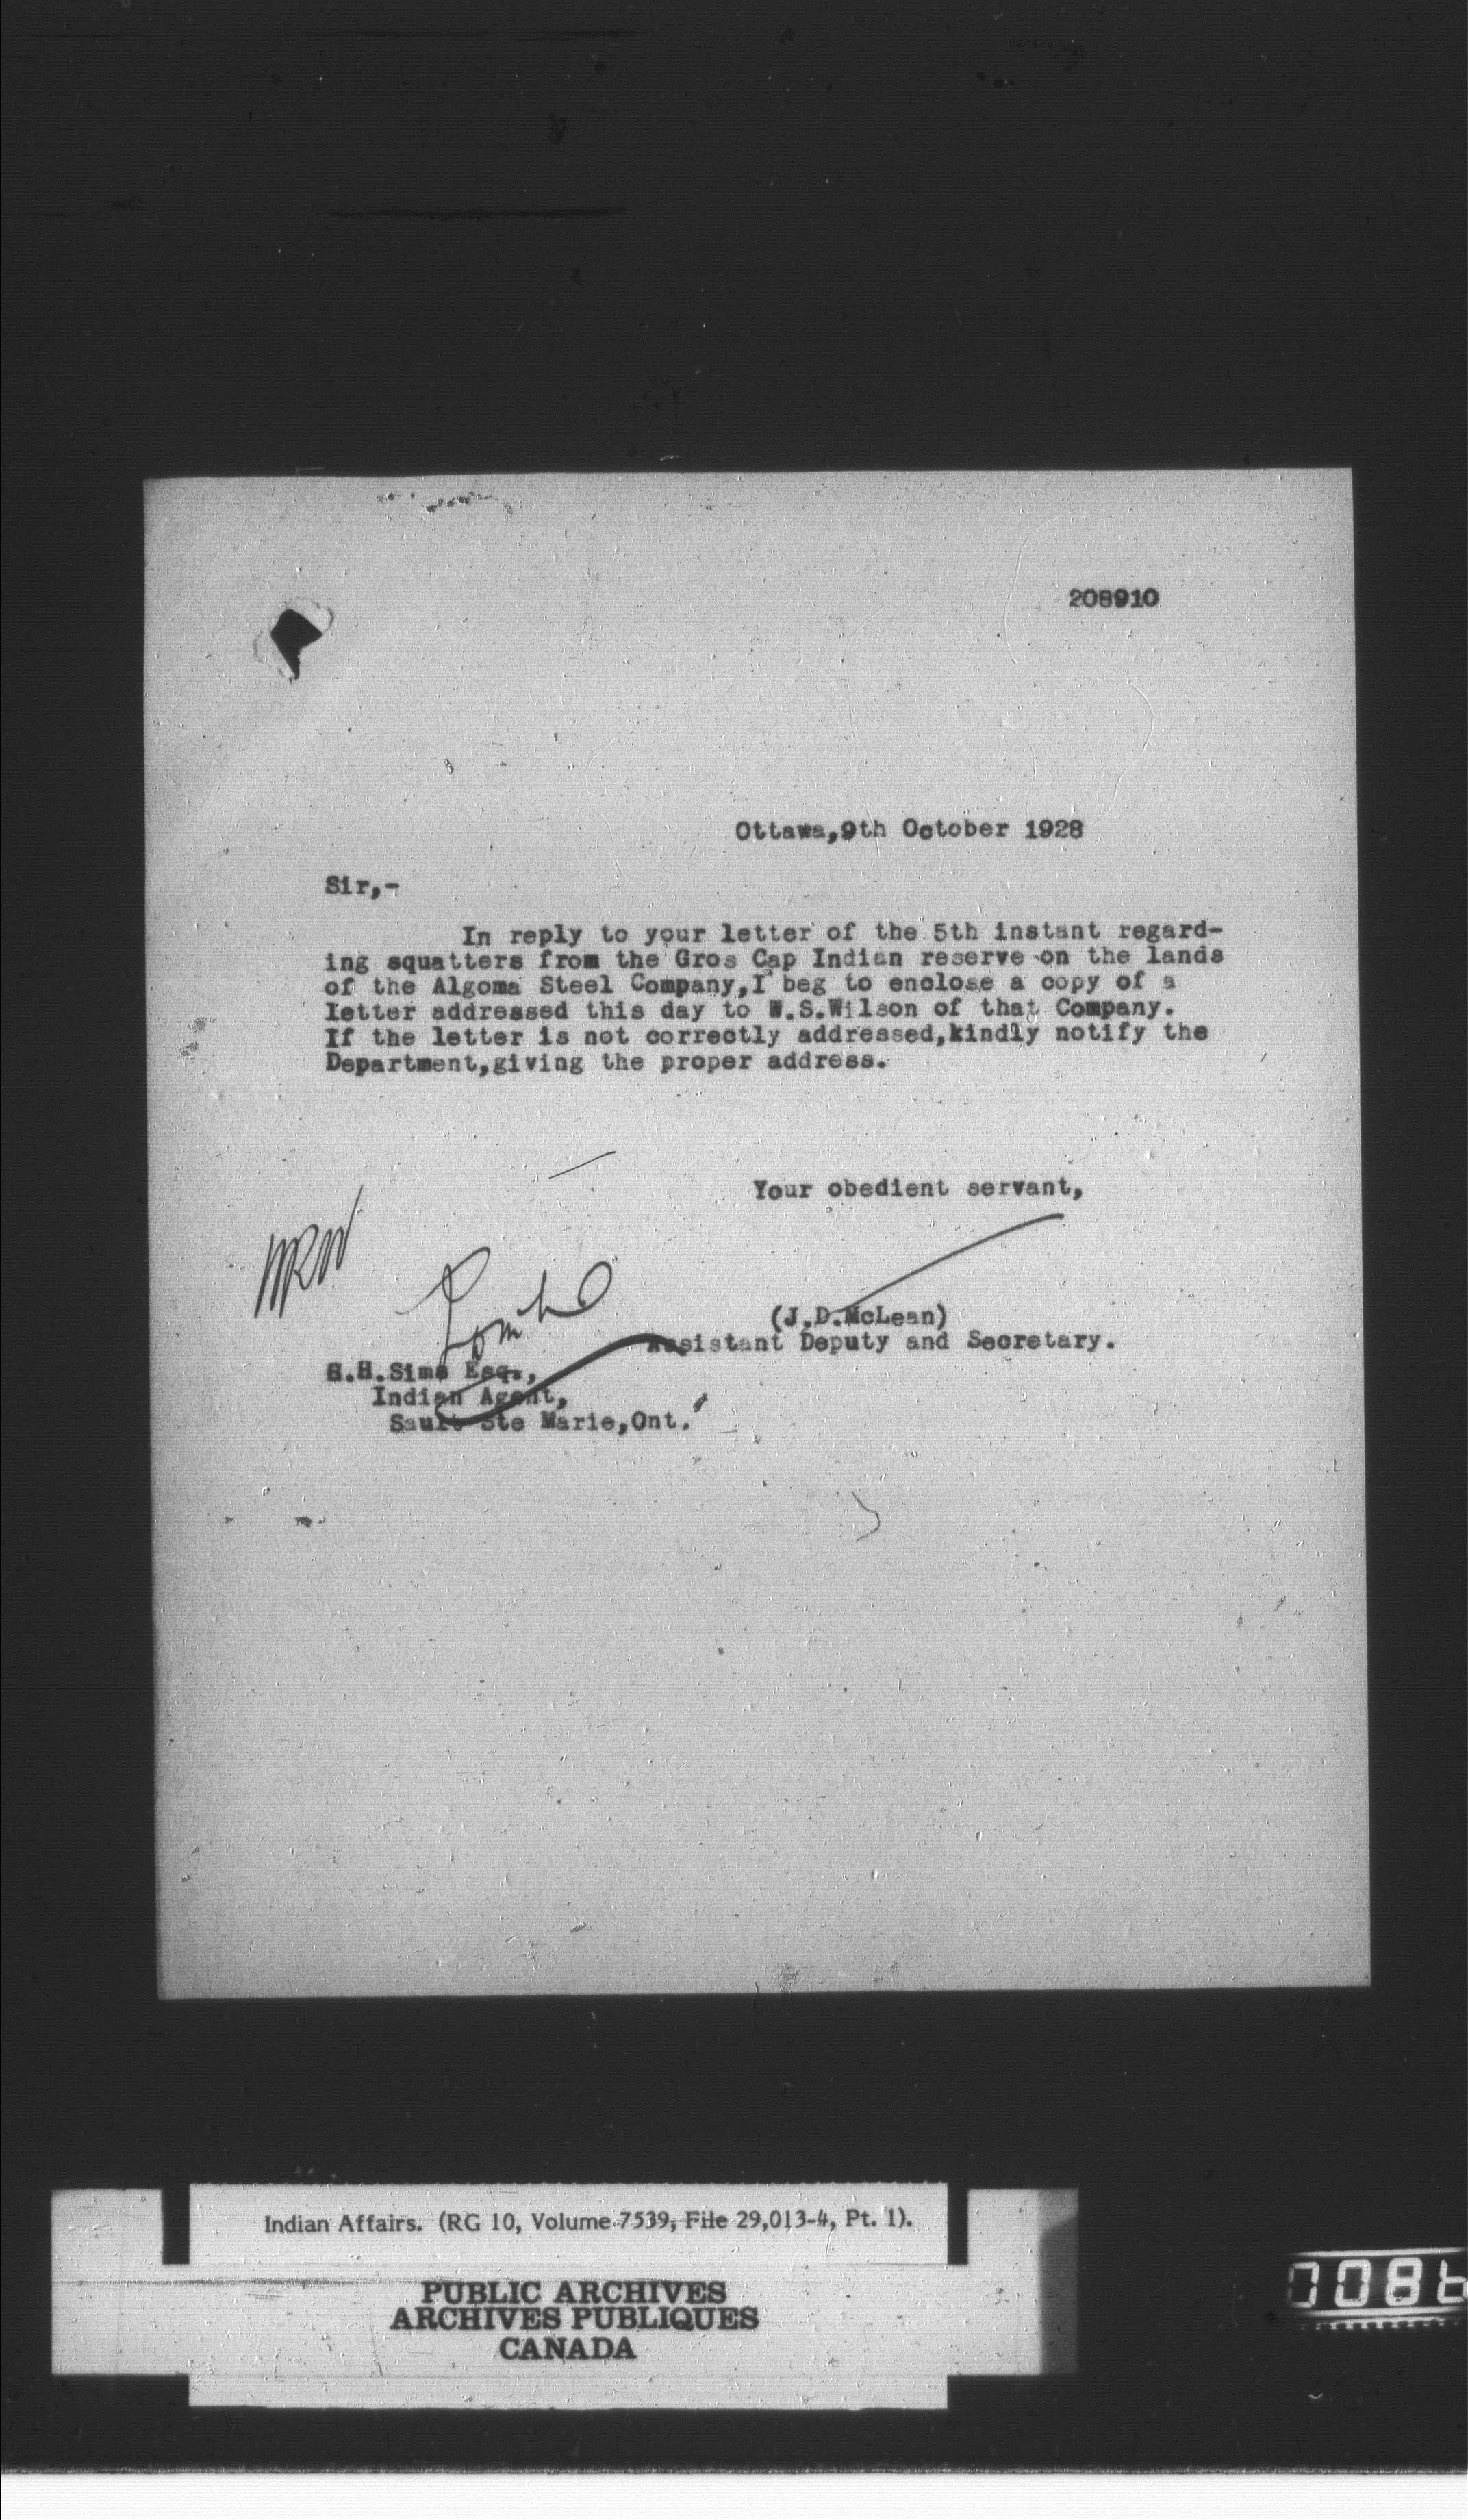 208910
Ottawa,9th October 1928
Sir,-
In reply to your letter of the 5th instant regard-
ing squatters from the Gros Cap Indian reserve on the lands
of the Algoma Steel Company,I beg to enclose a copy of a
letter addressed this day to W.S.Wilson of that Company.
If the letter is not correctly addressed,kindly notify the
Department,giving the proper address.
Your obedient servant,
(J.D.McLean)
Assistant Deputy and Secretary.
S.H.Sims Esq.,
Indian Agent,
Sault Ste Marie,Ont.
Indian Affairs. (RG 10, Volume 7539, File 29,013-4, Pt. 1).
PUBLIC ARCHIVES
ARCHIVES PUBLIQUES
CANADA